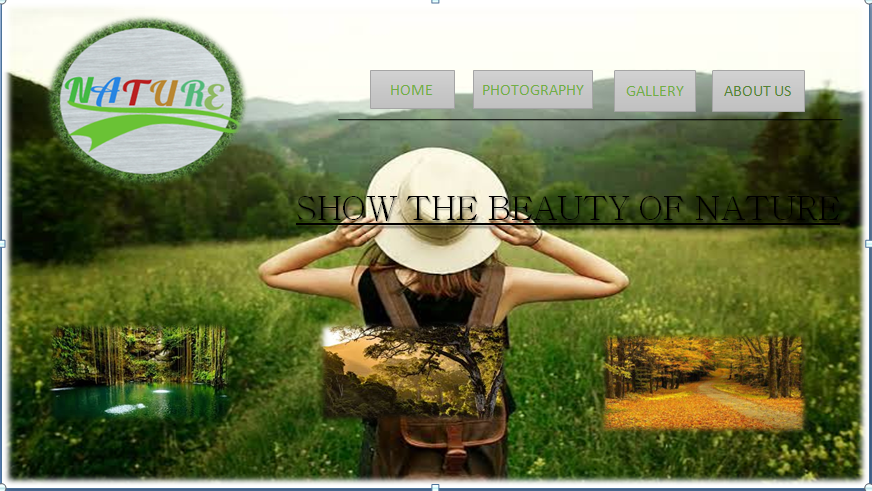 NATURE
HOME
PHOTOGRAPHY
GALLERY
ABOUT US
SHOW THE BEAUTY OF NATURE